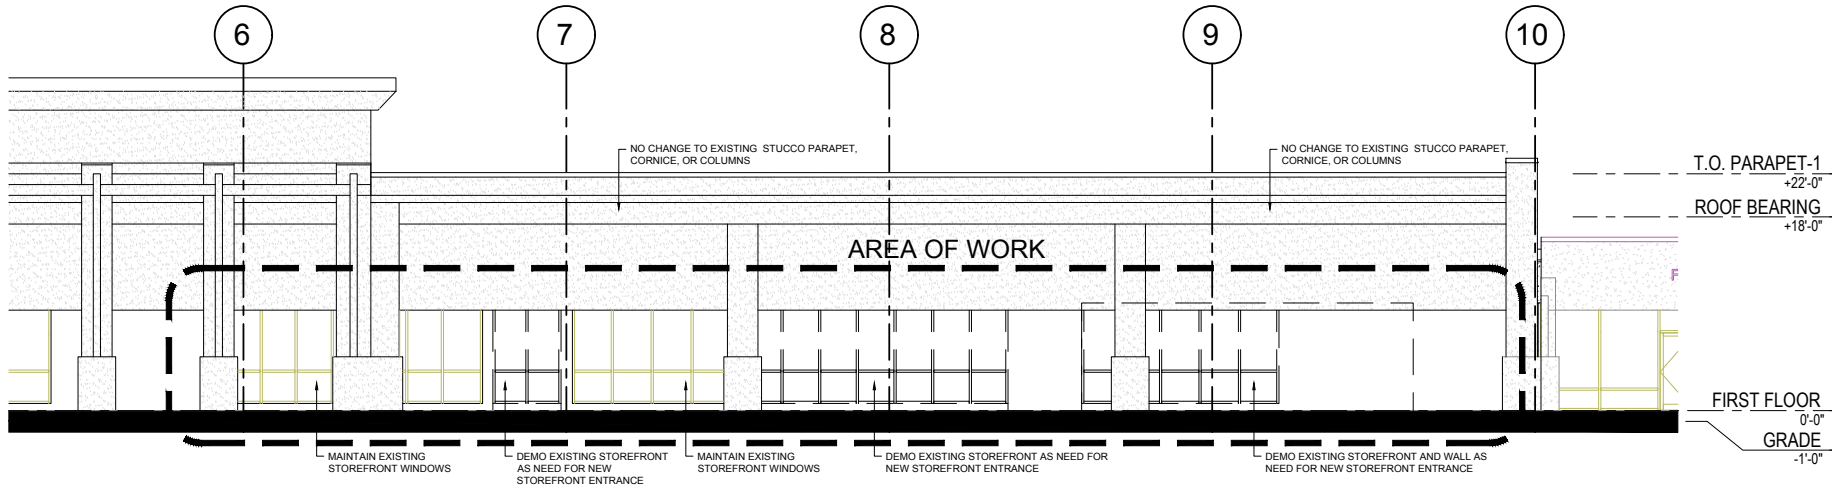 6
7
8
9
10
NO CHANGE TO EXISTING STUCCO PARAPET,
CORNICE, OR COLUMNS
NO CHANGE TO EXISTING STUCCO PARAPET,
CORNICE, OR COLUMNS
T.O. PARAPET-1
+22'-0"
ROOF BEARING
+18'-0"
AREA OF WORK
FIRST FLOOR
0'-0"
GRADE
-1'-0"
MAINTAIN EXISTING
STOREFRONT WINDOWS
DEMO EXISTING STOREFRONT
AS NEED FOR NEW
STOREFRONT ENTRANCE
MAINTAIN EXISTING
STOREFRONT WINDOWS
DEMO EXISTING STOREFRONT AS NEED FOR
NEW STOREFRONT ENTRANCE
DEMO EXISTING STOREFRONT AND WALL AS
NEED FOR NEW STOREFRONT ENTRANCE